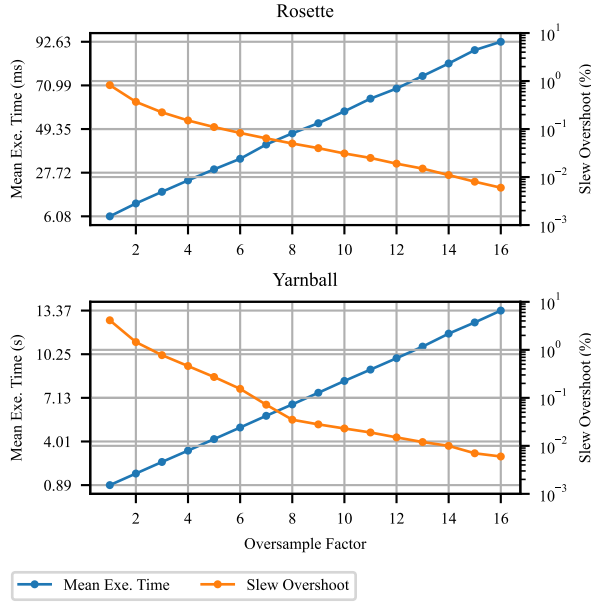 Rosette
Mean Exe. Time (ms)
92.63
70.99
49.35
27.72
6.08
2 4 6 8 10 12 14 16
10^1
10^0
10^−1
10^−2
10^−3
Slew Overshoot (%)
Yarnball
Mean Exe. Time (s)
13.37
10.25
7.13
4.01
0.89
2 4 6 8 10 12 14 16
10^1
10^0
10^−1
10^−2
10^−3
Slew Overshoot (%)
Oversample Factor
Mean Exe. Time Slew Overshoot